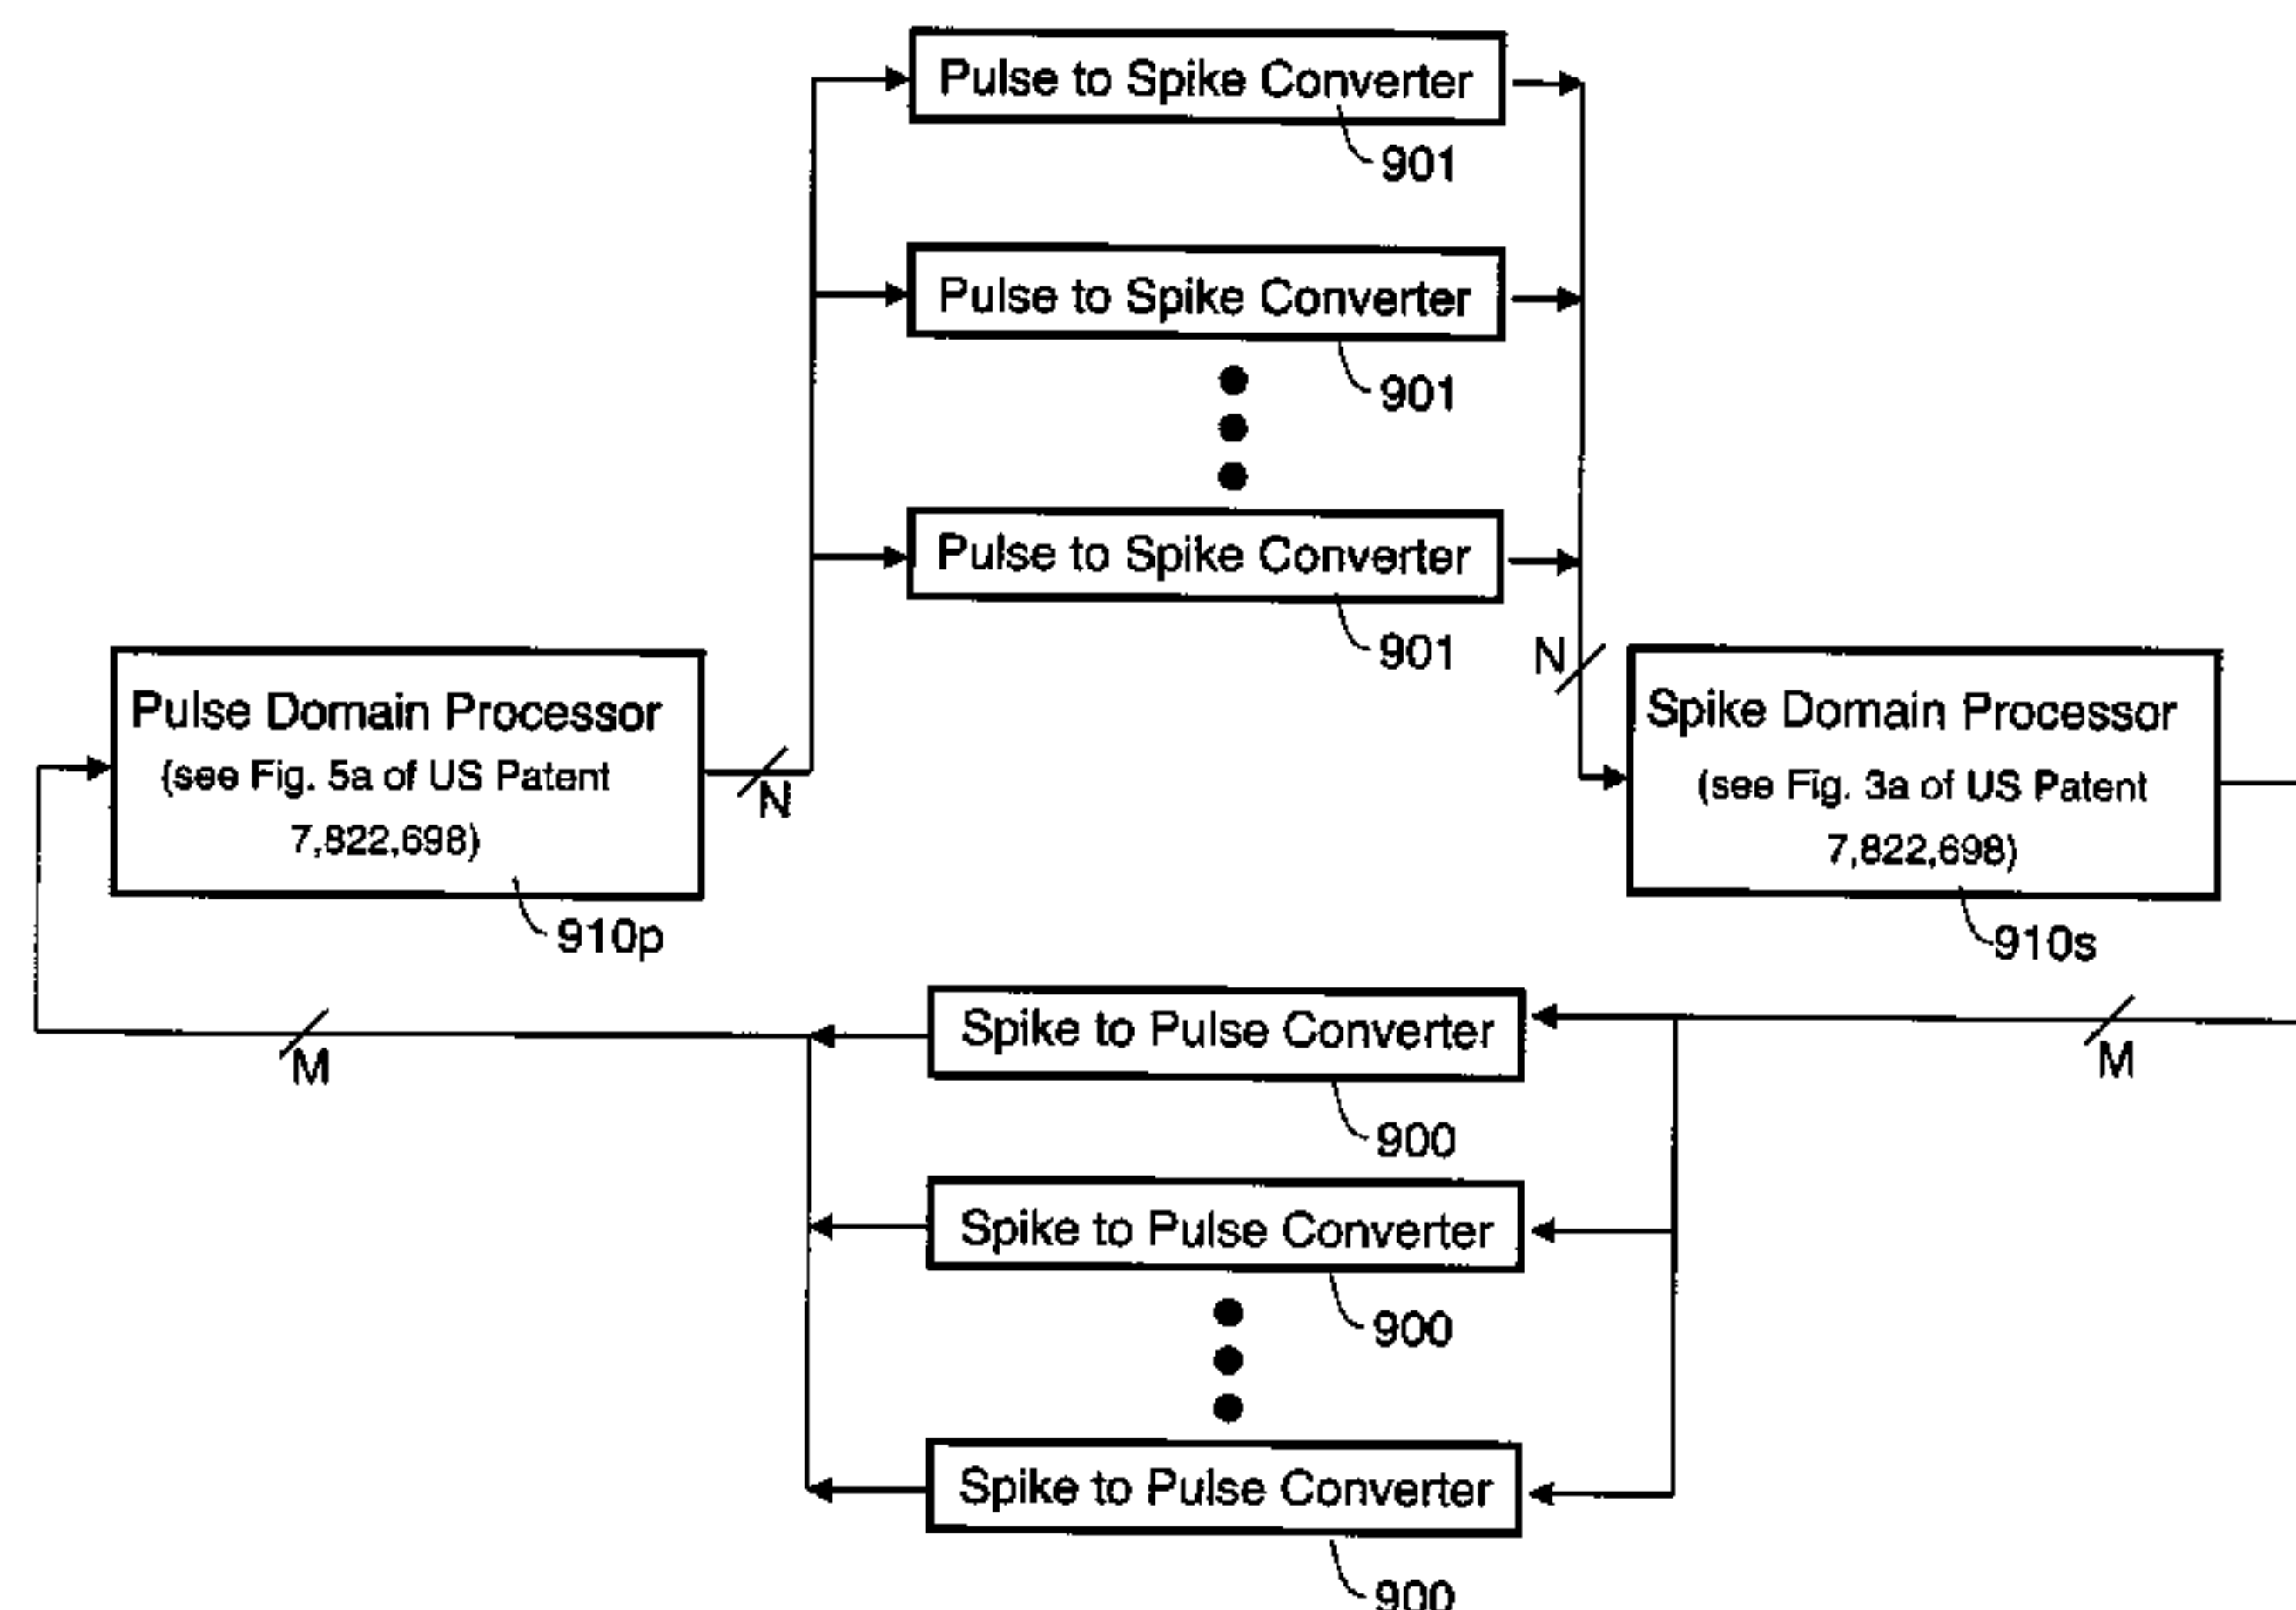 Pulse to Spike Converter
901
Pulse to Spike Converter
901
Pulse to Spike Converter
901
N
Pulse Domain Processor
(see Fig. 5a of US Patent
7,822,698)
910p
N
Spike Domain Processor
(see Fig. 3a of US Patent
7,822,698)
910s
Spike to Pulse Converter
900
M
M
Spike to Pulse Converter
900
Spike to Pulse Converter
900